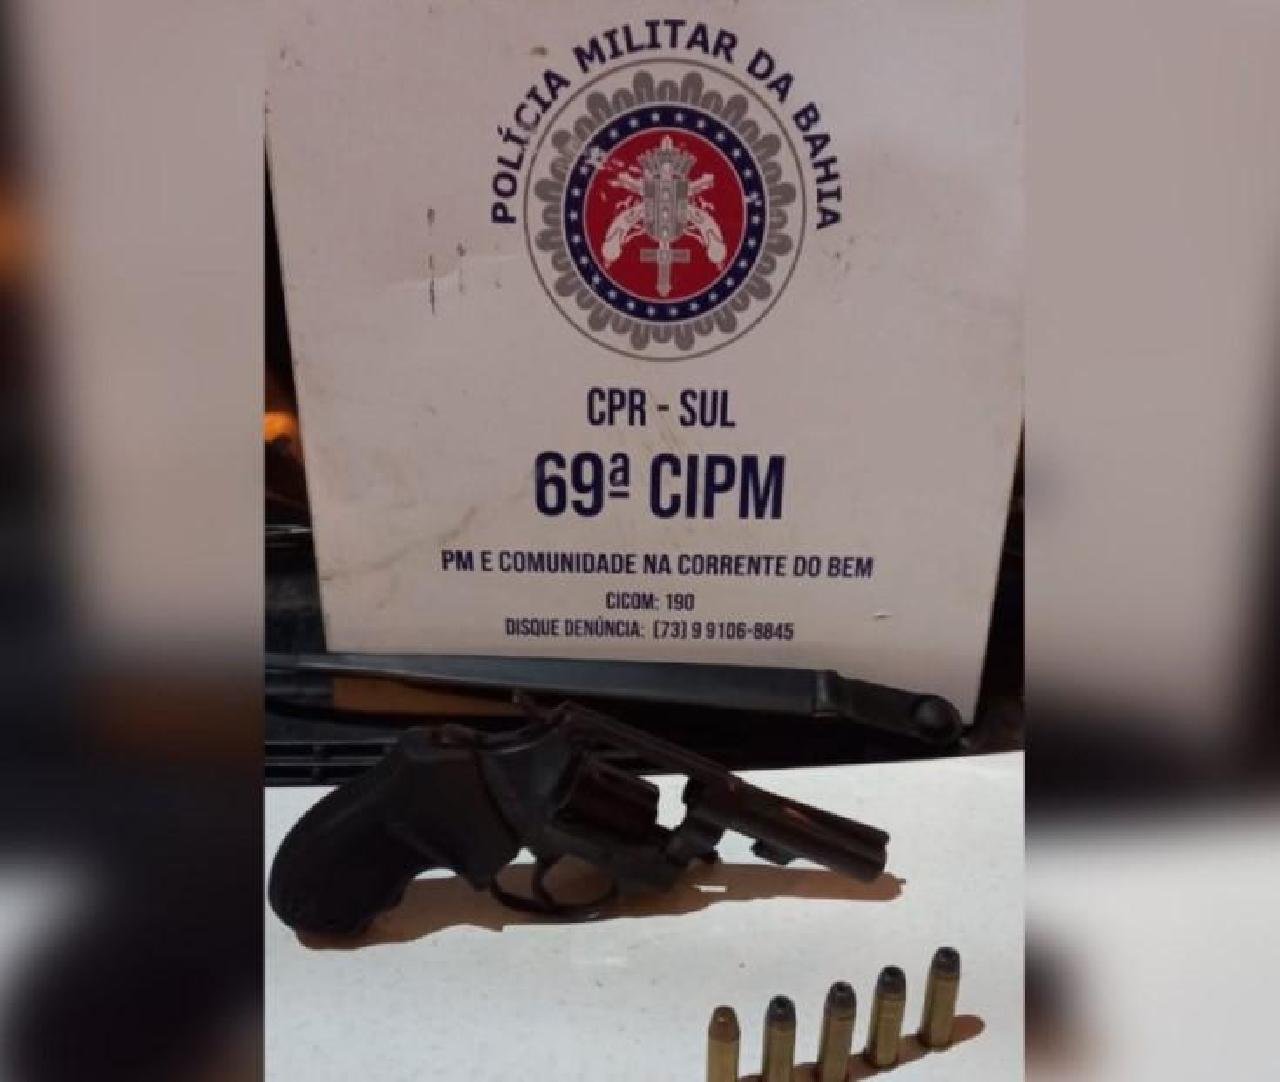 POLÍCIA MILITAR DA BAHIA
CPR - SUL
69ª CIPM
PM E COMUNIDADE NA CORRENTE DO BEM
CICOM: 190
DISQUE DENÚNCIA: (73) 9 9106-8845